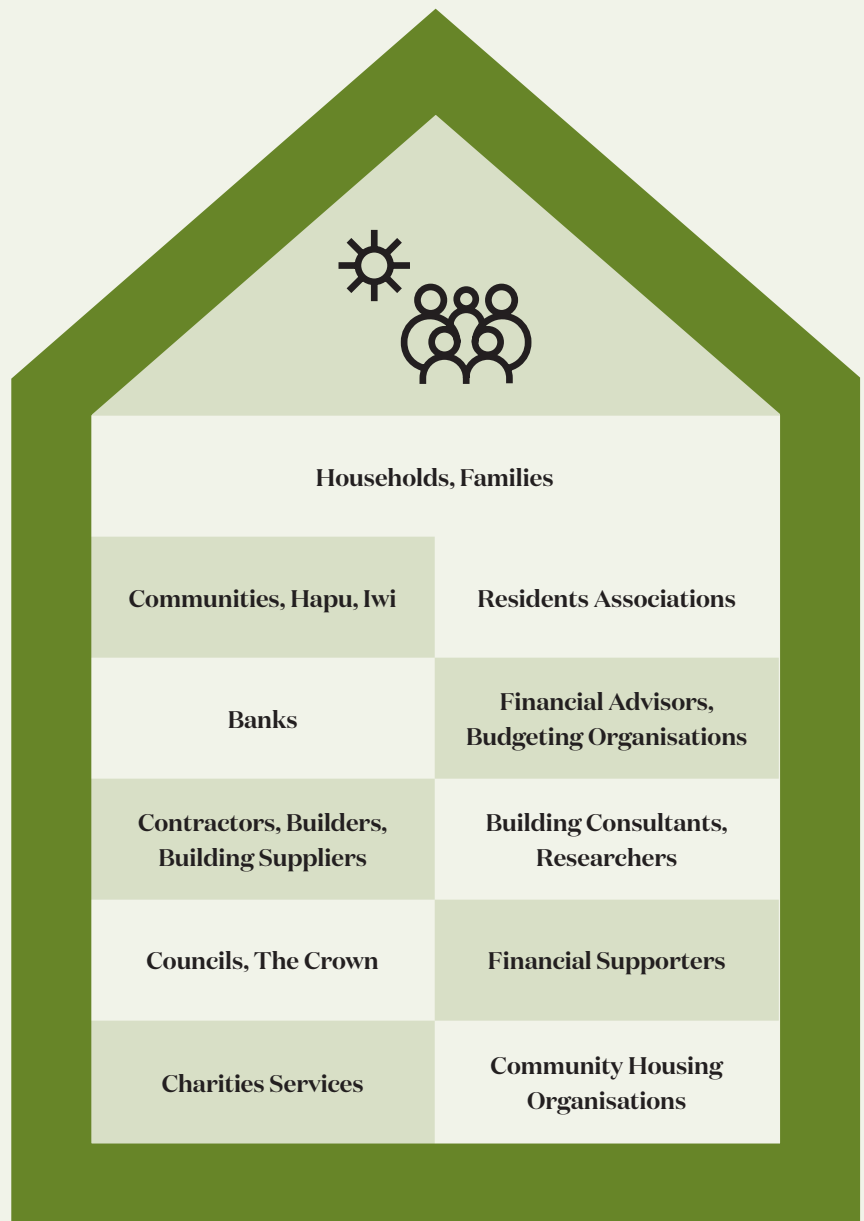 Households, Families
Communities, Hapu, Iwi
Residents Associations
Banks
Financial Advisors,
Budgeting Organisations
Contractors, Builders,
Building Suppliers
Building Consultants,
Researchers
Councils, The Crown
Financial Supporters
Charities Services
Community Housing
Organisations